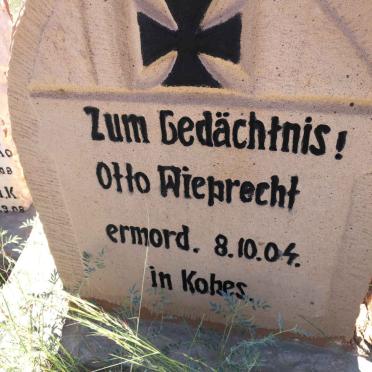 Zum Gedächtnis!
Otto Wieprecht
ermord. 8.10.04.
in Kohes